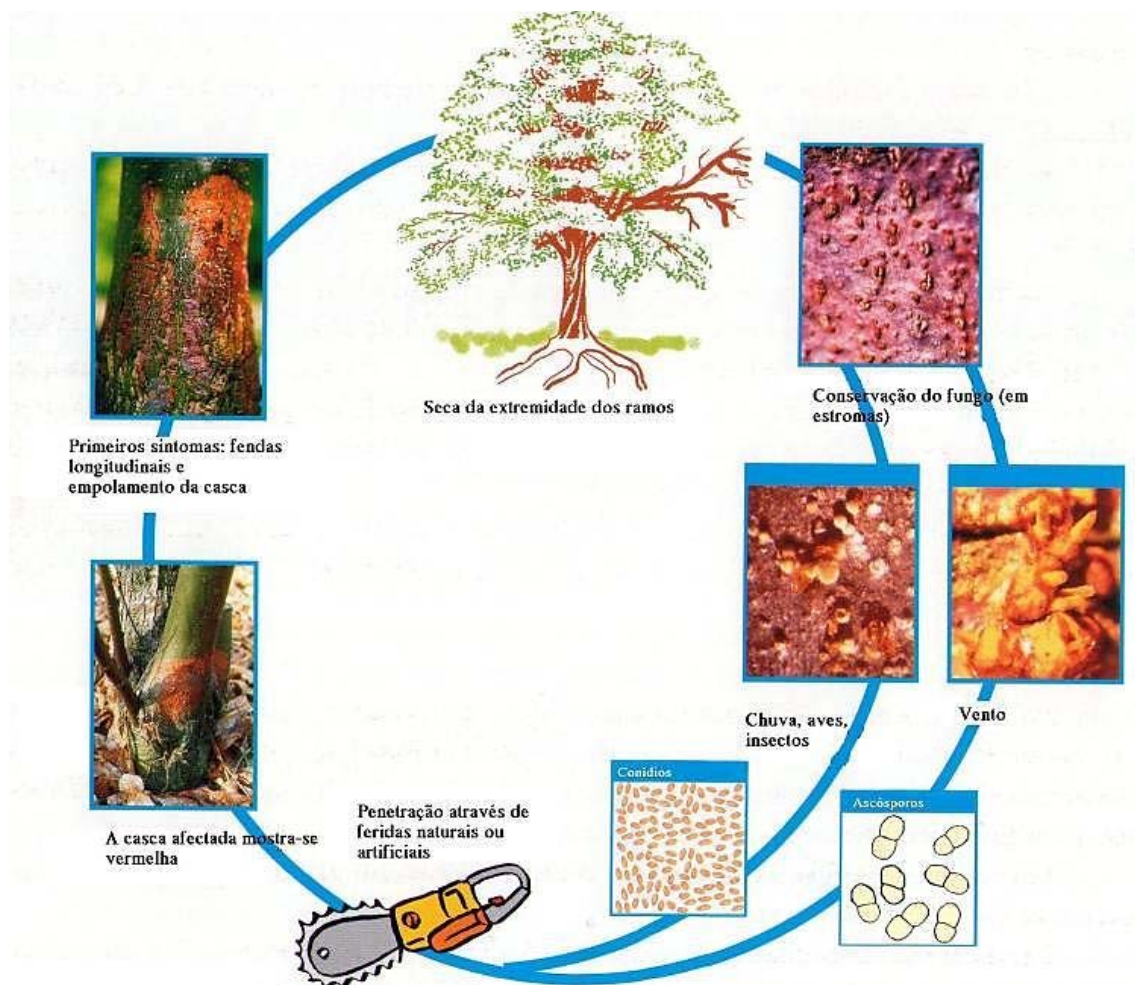 Seca da extremidade dos ramos
Conservação do fungo (em
estromas)
Primeiros sintomas: fendas
longitudinais e
empolamento da casca
Chuva, aves,
insectos
Vento
Conídios
Ascósporos
A casca afectada mostra-se
vermelha
Penetração através de
feridas naturais ou
artificiais